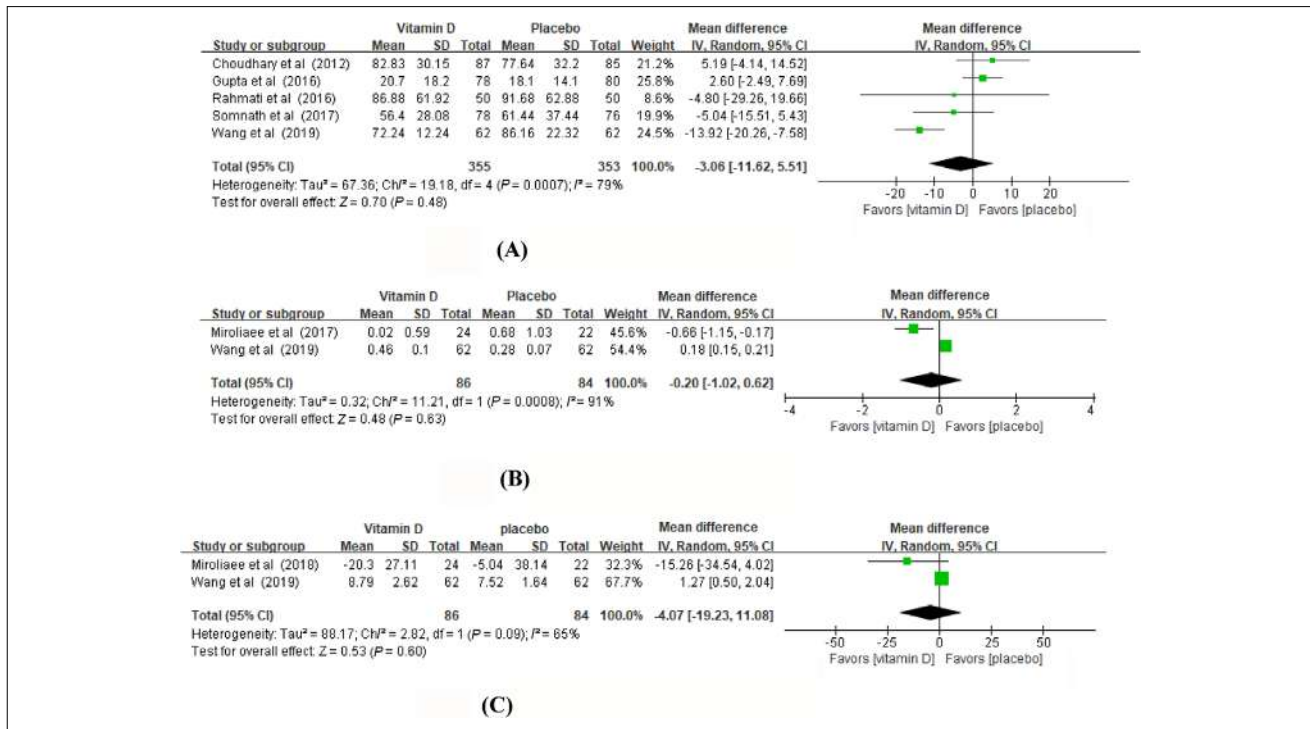 Vitamin D Placebo Mean difference Mean difference
Study or subgroup Mean SD Total Mean SD Total Weight IV, Random, 95% CI IV, Random, 95% CI
Choudhary et al (2012) 82.83 30.15 87 77.64 32.2 85 21.2% 5.19 [-4.14, 14.52]
Gupta et al (2016) 20.7 18.2 78 18.1 14.1 80 25.8% 2.60 [-2.49, 7.69]
Rahmati et al (2016) 86.88 61.92 50 91.68 62.88 50 8.6% -4.80 [-29.26, 19.66]
Somnath et al (2017) 56.4 28.08 78 61.44 37.44 76 19.9% -5.04 [-15.51, 5.43]
Wang et al (2019) 72.24 12.24 62 86.16 22.32 62 24.5% -13.92 [-20.26, -7.58]
Total (95% CI) 355 353 100.0% -3.06 [-11.62, 5.51]
Heterogeneity: Tau² = 67.36; Chi² = 19.18, df = 4 (P = 0.0007); I² = 79%
Test for overall effect: Z = 0.70 (P = 0.48)
-20 -10 0 10 20
Favors [vitamin D] Favors [placebo]
(A)
Vitamin D Placebo Mean difference Mean difference
Study or subgroup Mean SD Total Mean SD Total Weight IV, Random, 95% CI IV, Random, 95% CI
Miroliaee et al (2017) 0.02 0.59 24 0.68 1.03 22 45.6% -0.66 [-1.15, -0.17]
Wang et al (2019) 0.46 0.1 62 0.28 0.07 62 54.4% 0.18 [0.15, 0.21]
Total (95% CI) 86 84 100.0% -0.20 [-1.02, 0.62]
Heterogeneity: Tau² = 0.32; Chi² = 11.21, df = 1 (P = 0.0008); I² = 91%
Test for overall effect: Z = 0.48 (P = 0.63)
-4 -2 0 2 4
Favors [vitamin D] Favors [placebo]
(B)
Vitamin D placebo Mean difference Mean difference
Study or subgroup Mean SD Total Mean SD Total Weight IV, Random, 95% CI IV, Random, 95% CI
Miroliaee et al (2018) -20.3 27.11 24 -5.04 38.14 22 32.3% -15.26 [-34.54, 4.02]
Wang et al (2019) 8.79 2.62 62 7.52 1.64 62 67.7% 1.27 [0.50, 2.04]
Total (95% CI) 86 84 100.0% -4.07 [-19.23, 11.08]
Heterogeneity: Tau² = 88.17; Chi² = 2.82, df = 1 (P = 0.09); I² = 65%
Test for overall effect: Z = 0.53 (P = 0.60)
-50 -25 0 25 50
Favors [vitamin D] Favors [placebo]
(C)